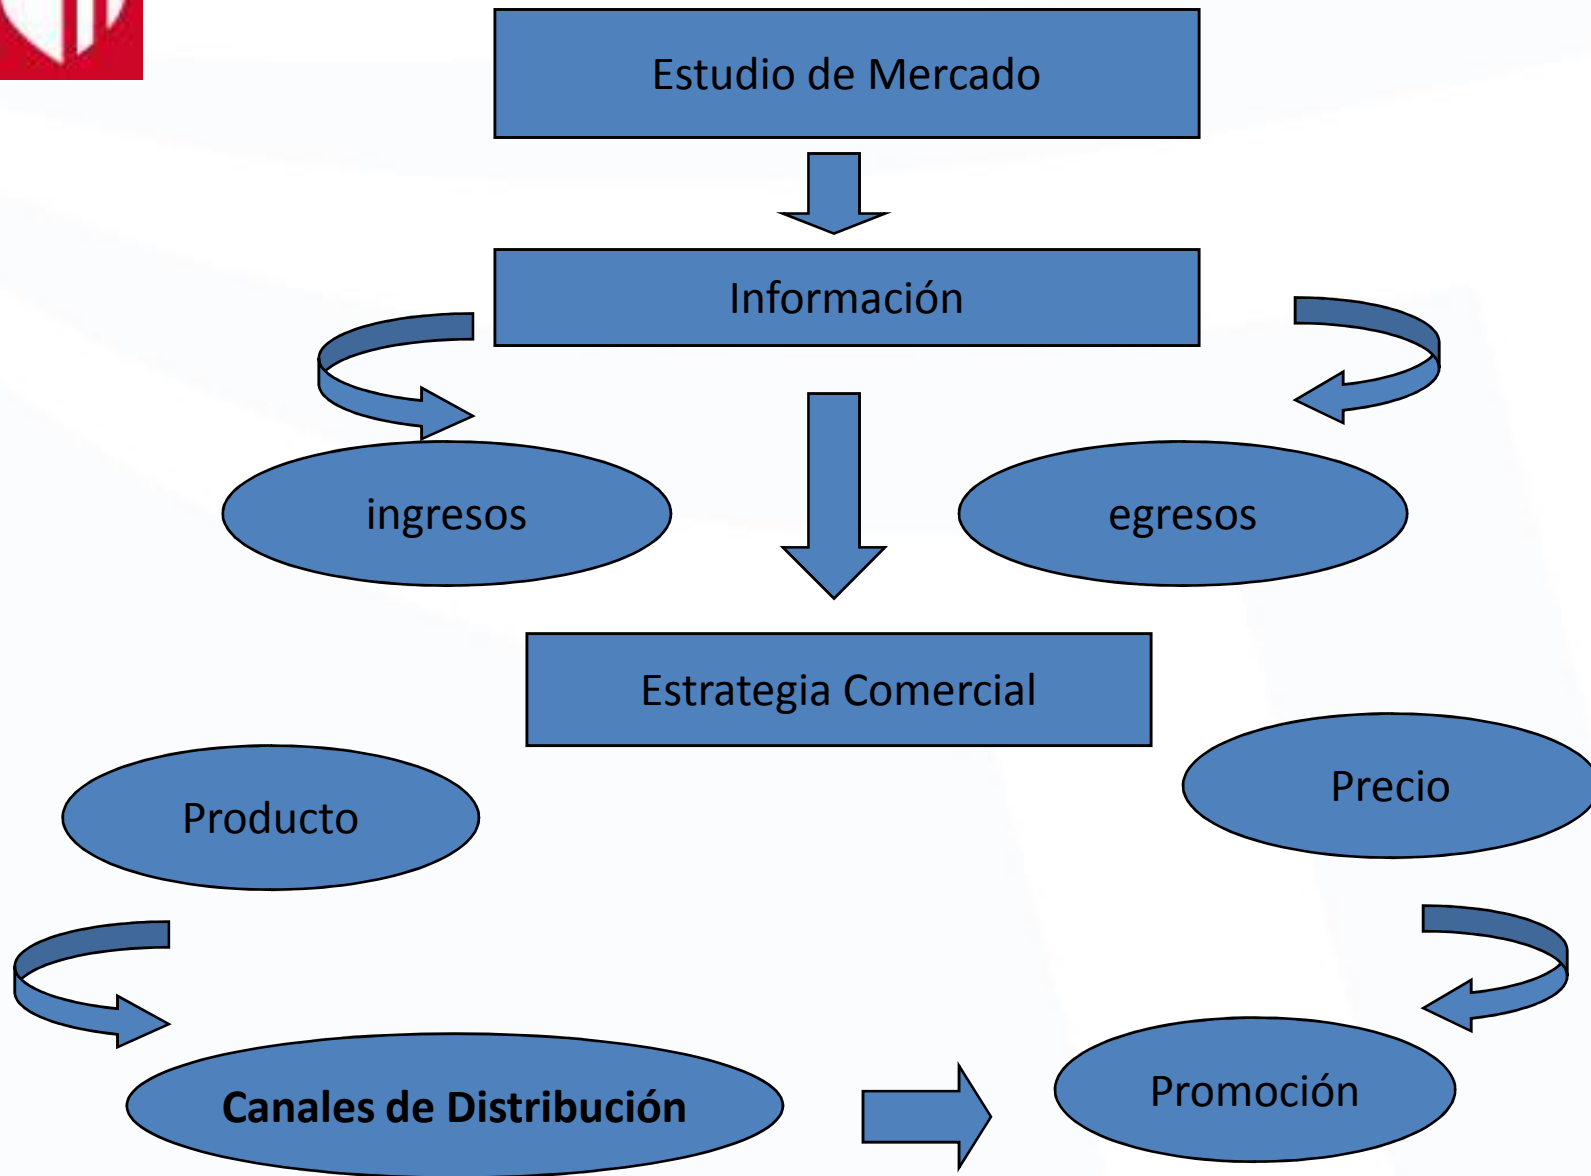 Estudio de Mercado
Información
ingresos
egresos
Estrategia Comercial
Producto
Precio
Canales de Distribución
Promoción